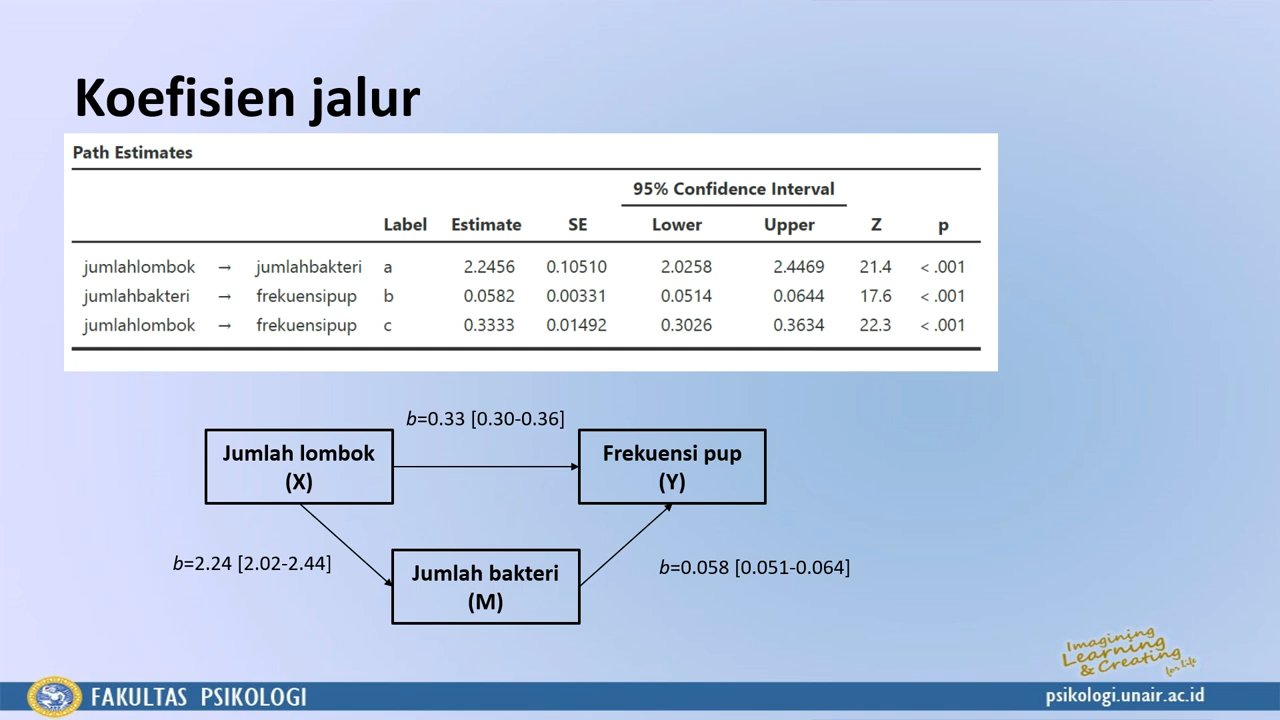 Koefisien jalur
Path Estimates
95% Confidence Interval
Label Estimate SE Lower Upper Z p
jumlahlombok → jumlahbakteri a 2.2456 0.10510 2.0258 2.4469 21.4 < .001
jumlahbakteri → frekuensipup b 0.0582 0.00331 0.0514 0.0644 17.6 < .001
jumlahlombok → frekuensipup c 0.3333 0.01492 0.3026 0.3634 22.3 < .001
b=0.33 [0.30-0.36]
Jumlah lombok
(X)
Frekuensi pup
(Y)
b=2.24 [2.02-2.44]
Jumlah bakteri
(M)
b=0.058 [0.051-0.064]
Imagining
Learning
& Creating
for life
FAKULTAS PSIKOLOGI
psikologi.unair.ac.id